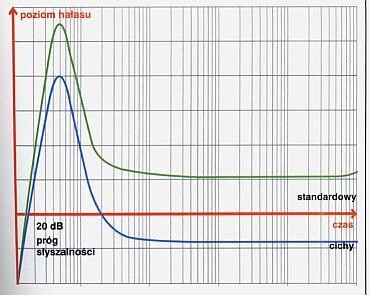 poziom hałasu
standardowy
czas
20 dB
próg
słyszalności
cichy